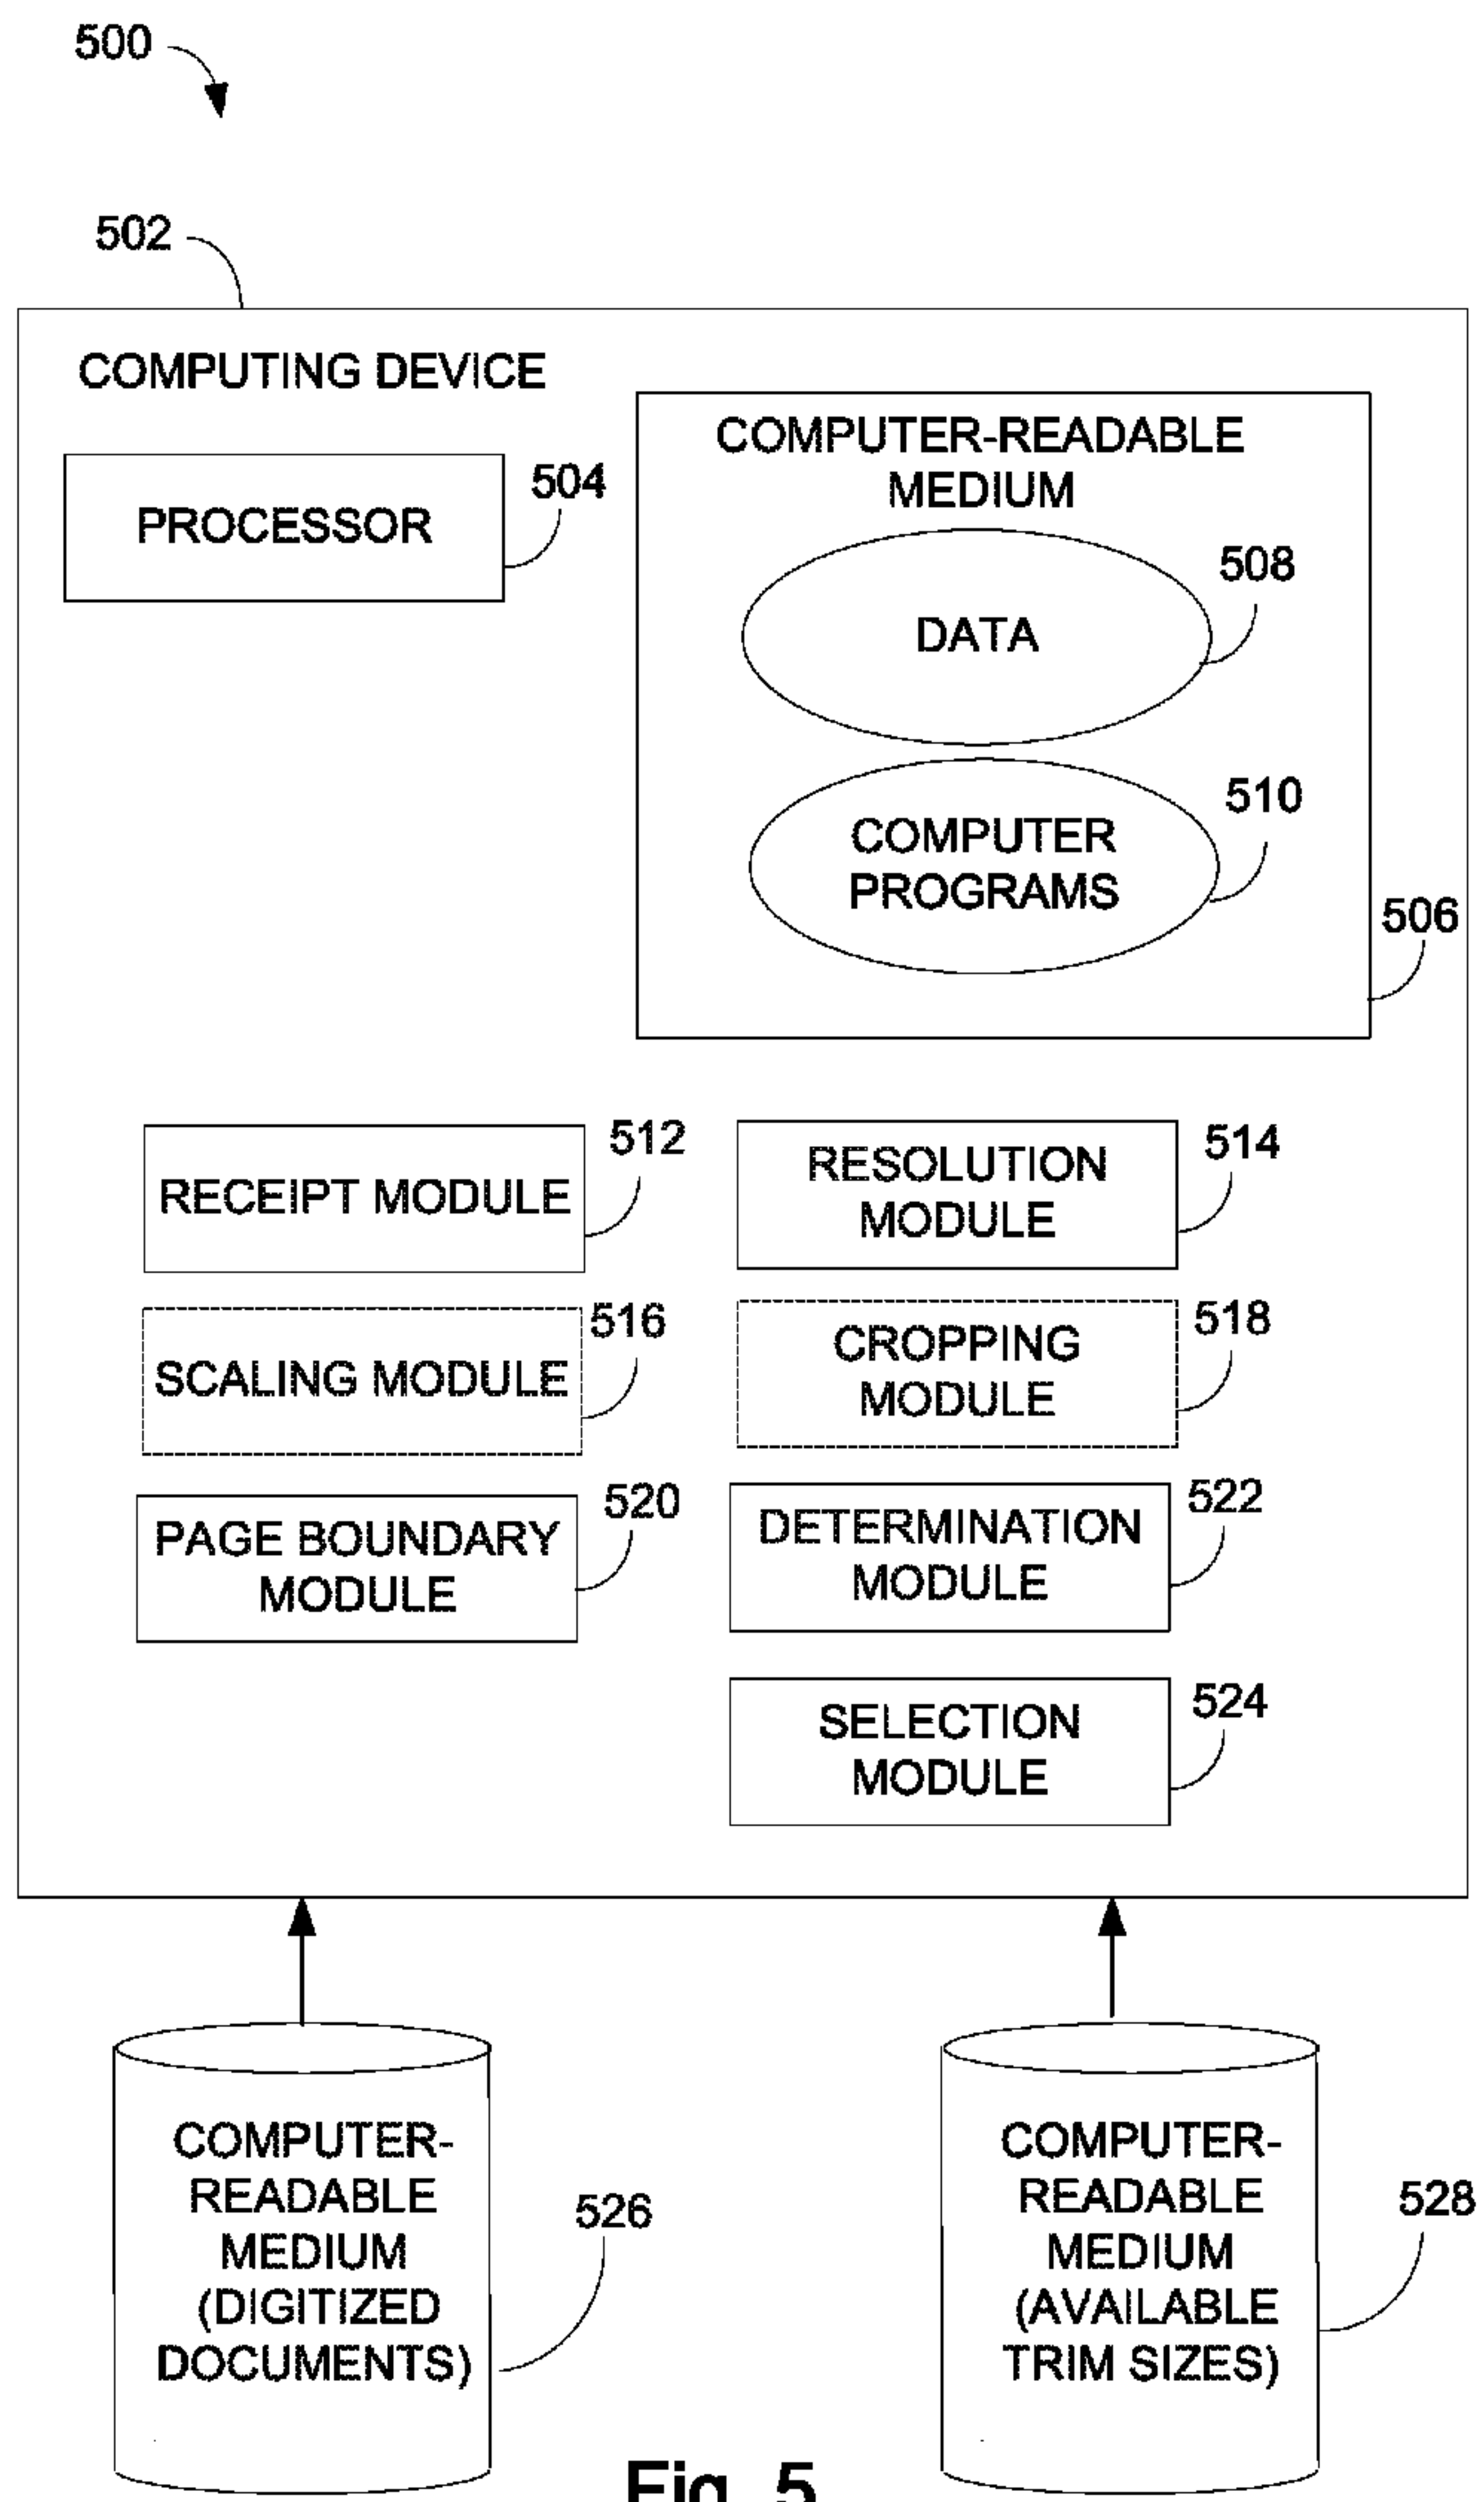 500
502
COMPUTING DEVICE
PROCESSOR
504
COMPUTER-READABLE
MEDIUM
DATA
508
COMPUTER
PROGRAMS
510
506
RECEIPT MODULE
512
RESOLUTION
MODULE
514
SCALING MODULE
516
CROPPING
MODULE
518
PAGE BOUNDARY
MODULE
520
DETERMINATION
MODULE
522
SELECTION
MODULE
524
COMPUTER-
READABLE
MEDIUM
(DIGITIZED
DOCUMENTS)
526
COMPUTER-
READABLE
MEDIUM
(AVAILABLE
TRIM SIZES)
528
Fig. 5